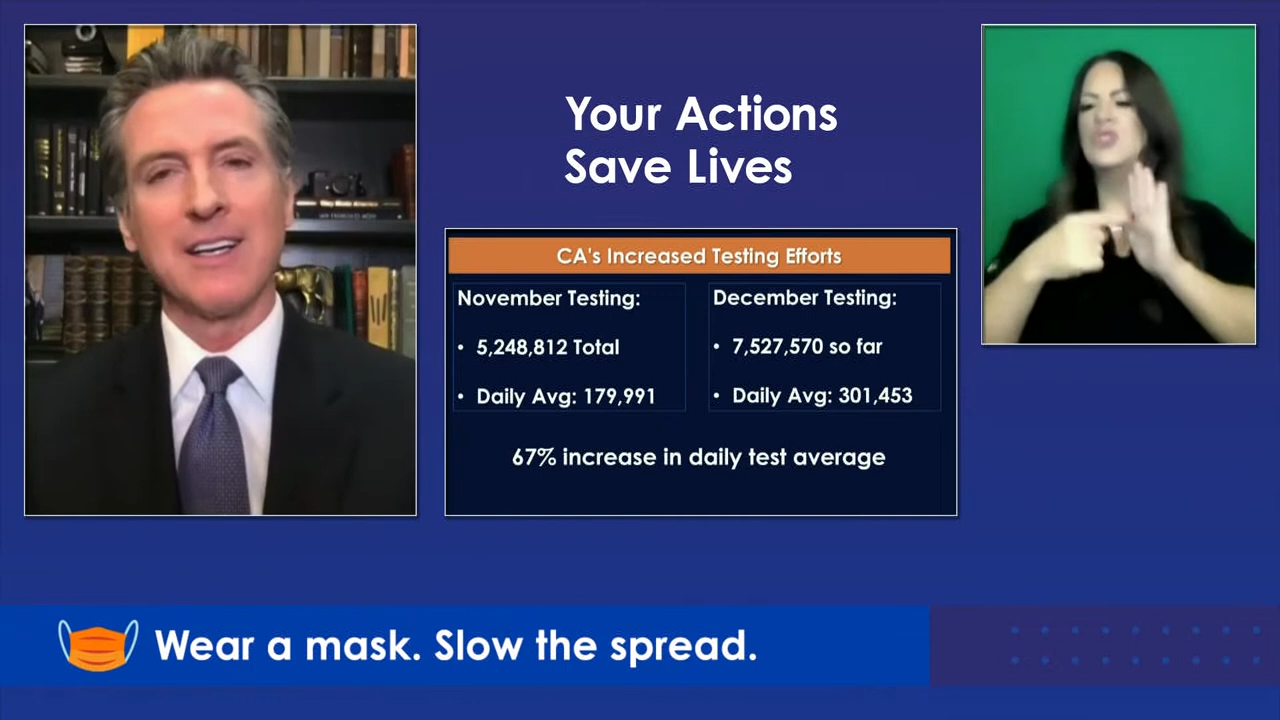 Your Actions
Save Lives
CA's Increased Testing Efforts
November Testing:
• 5,248,812 Total
• Daily Avg: 179,991
December Testing:
• 7,527,570 so far
• Daily Avg: 301,453
67% increase in daily test average
Wear a mask. Slow the spread.